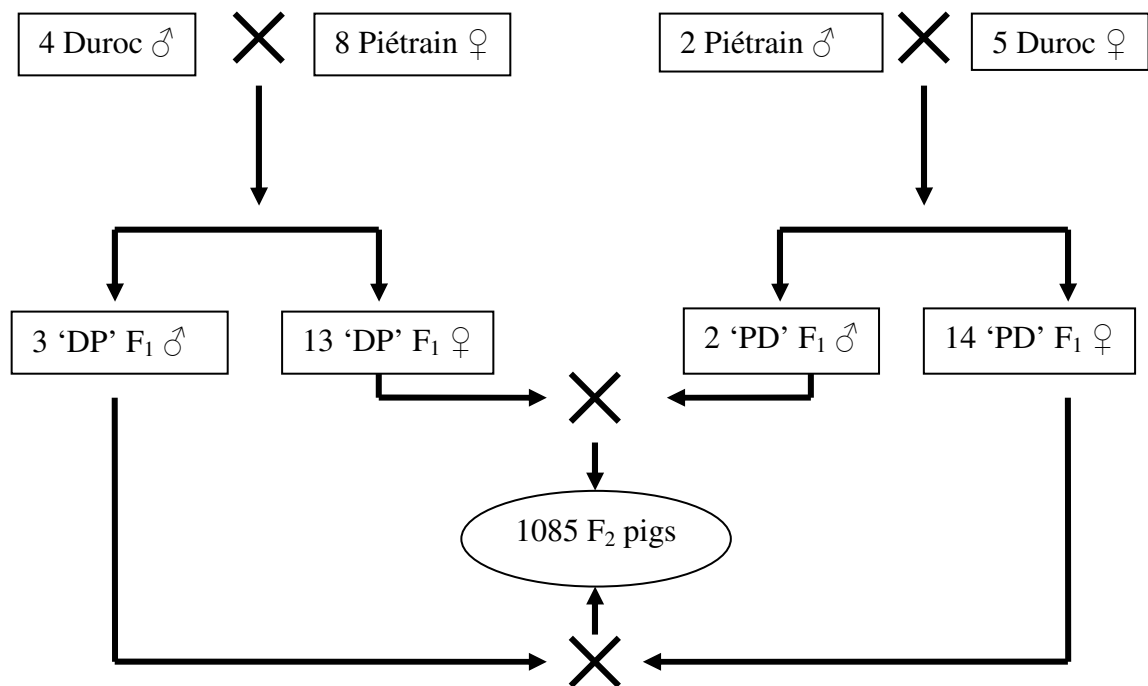 4 Duroc ♂
8 Piétrain ♀
2 Piétrain ♂
5 Duroc ♀
3 ‘DP’ F₁ ♂
13 ‘DP’ F₁ ♀
2 ‘PD’ F₁ ♂
14 ‘PD’ F₁ ♀
1085 F₂ pigs